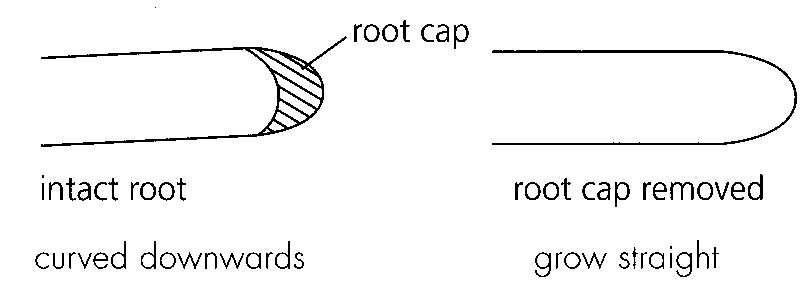 root cap
intact root
root cap removed
curved downwards
grow straight